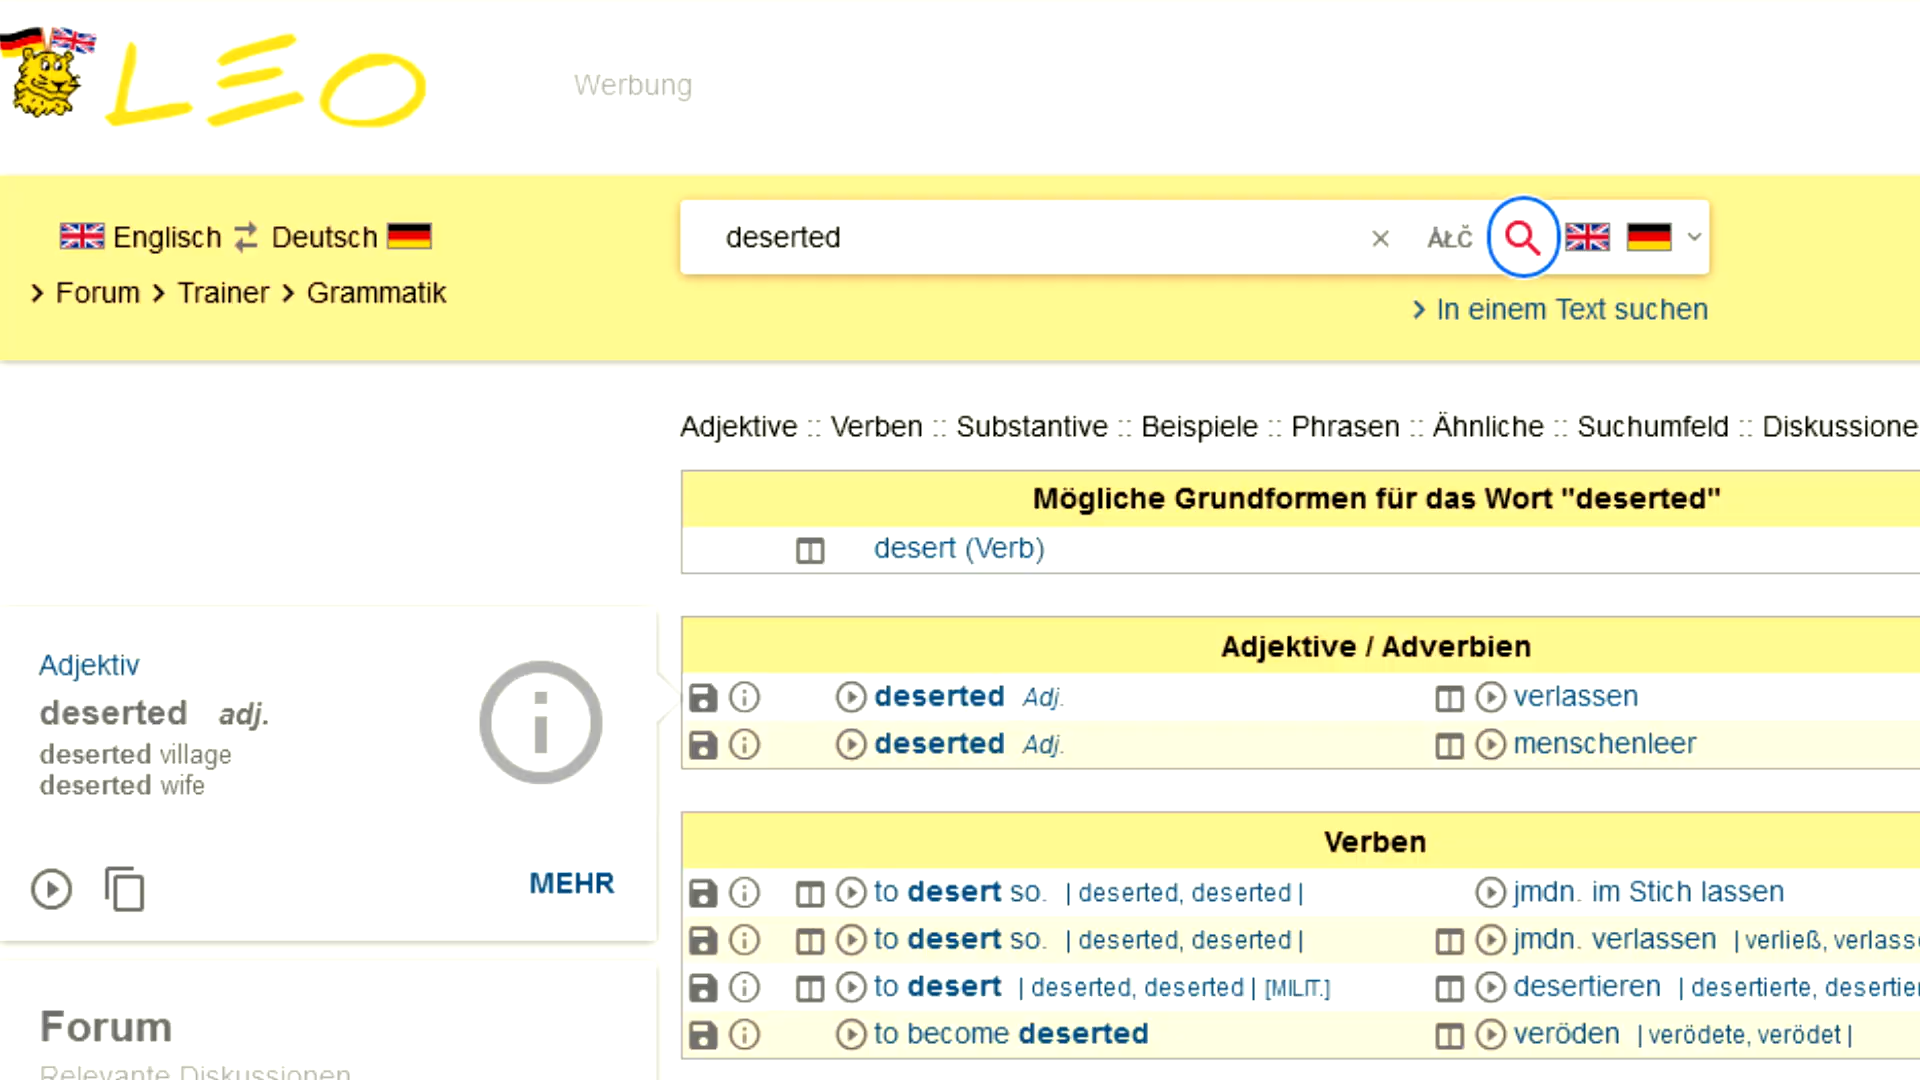 LEO
Werbung
Englisch Deutsch
deserted
ÅŁČ
Forum Trainer Grammatik
In einem Text suchen
Adjektive :: Verben :: Substantive :: Beispiele :: Phrasen :: Ähnliche :: Suchumfeld :: Diskussione
Mögliche Grundformen für das Wort "deserted"
desert (Verb)
Adjektiv
deserted adj.
deserted village
deserted wife
MEHR
Forum
Relevante Diskussionen
Adjektive / Adverbien
deserted Adj. verlassen
deserted Adj. menschenleer
Verben
to desert so. | deserted, deserted | jmdn. im Stich lassen
to desert so. | deserted, deserted | jmdn. verlassen | verließ, verlass
to desert | deserted, deserted | [MILIT.] desertieren | desertierte, desertier
to become deserted veröden | verödete, verödet |